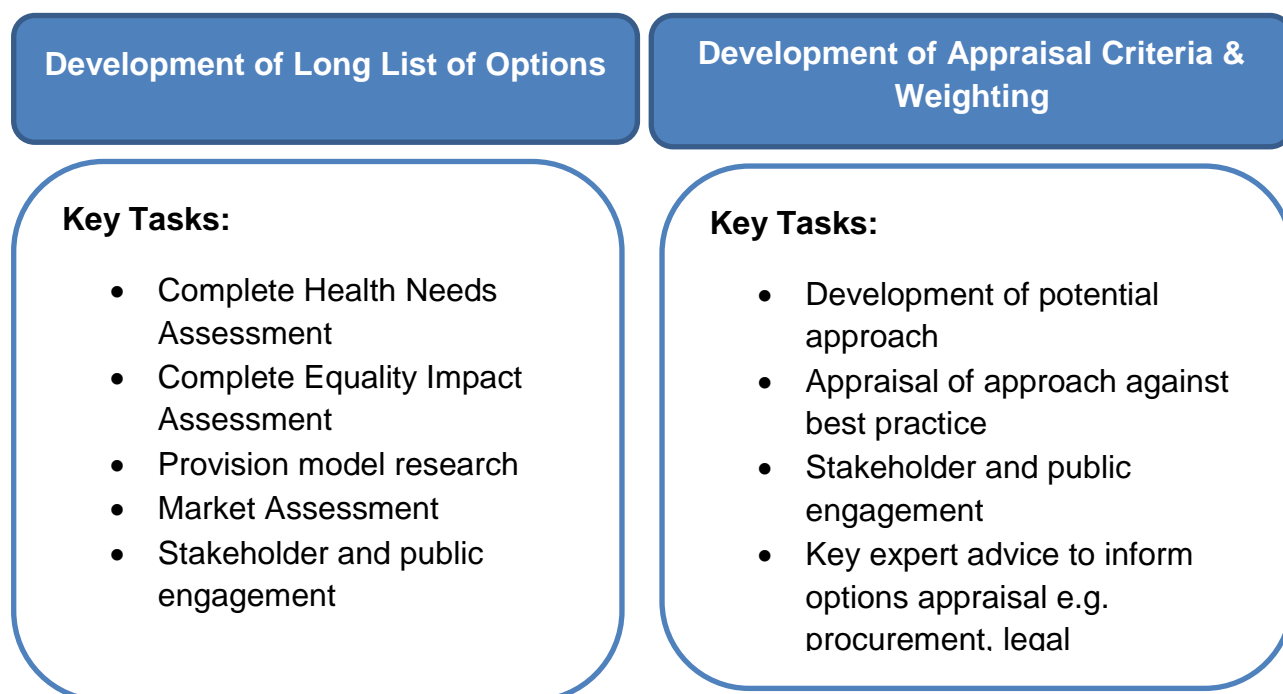 Development of Long List of Options
Key Tasks:
• Complete Health Needs
Assessment
• Complete Equality Impact
Assessment
• Provision model research
• Market Assessment
• Stakeholder and public
engagement
Development of Appraisal Criteria &
Weighting
Key Tasks:
• Development of potential
approach
• Appraisal of approach against
best practice
• Stakeholder and public
engagement
• Key expert advice to inform
options appraisal e.g.
procurement, legal